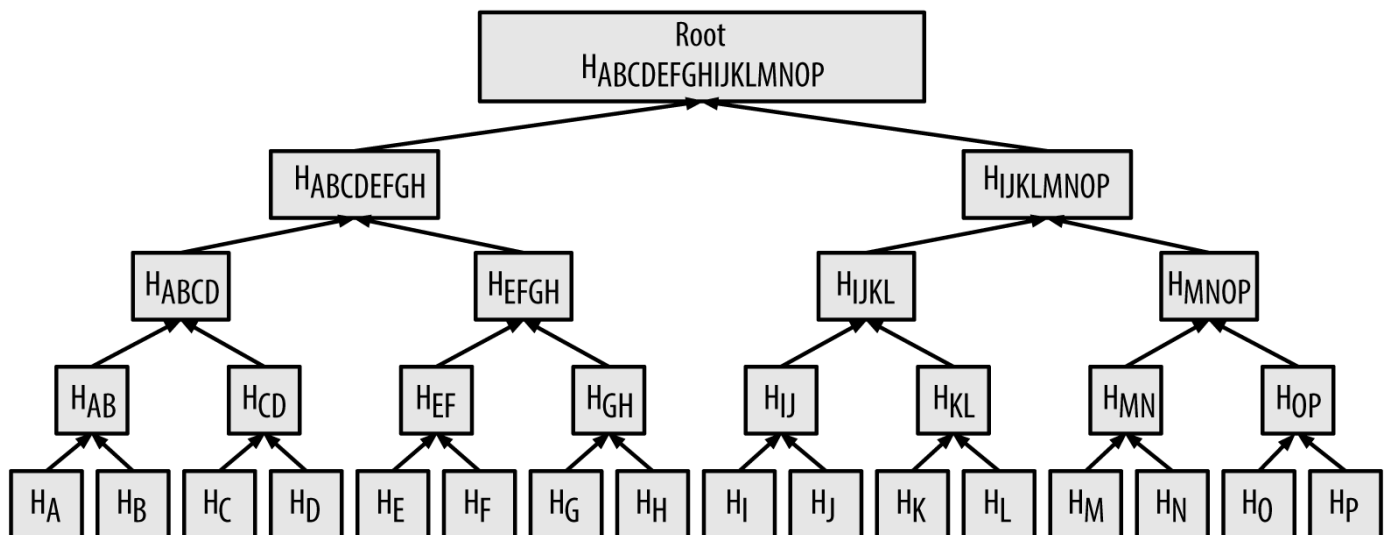 Root
HABCDEFGHIJKLMNOP
HABCDEFGH HIJKLMNOP
HABCD HEFGH HIJKL HMNOP
HAB HCD HEF HGH HIJ HKL HMN HOP
HA HB HC HD HE HF HG HH HI HJ HK HL HM HN HO HP